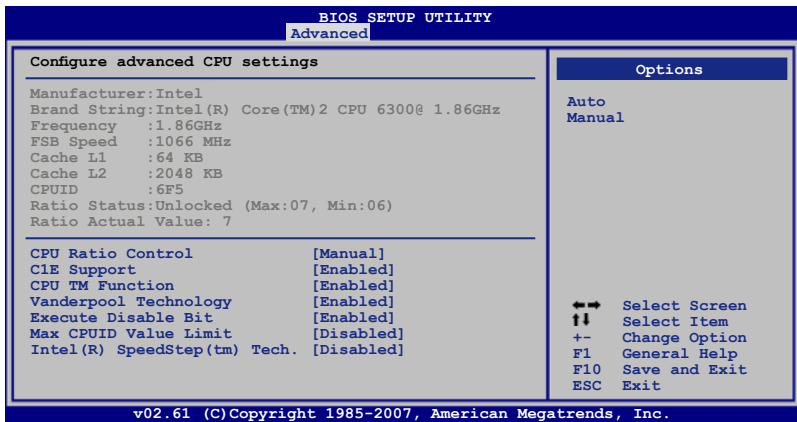 BIOS SETUP UTILITY
Advanced
Configure advanced CPU settings
Manufacturer:Intel
Brand String:Intel(R) Core(TM)2 CPU 6300@ 1.86GHz
Frequency :1.86GHz
FSB Speed :1066 MHz
Cache L1 :64 KB
Cache L2 :2048 KB
CPUID :6F5
Ratio Status:Unlocked (Max:07, Min:06)
Ratio Actual Value: 7
CPU Ratio Control [Manual]
C1E Support [Enabled]
CPU TM Function [Enabled]
Vanderpool Technology [Enabled]
Execute Disable Bit [Enabled]
Max CPUID Value Limit [Disabled]
Intel(R) SpeedStep(tm) Tech. [Disabled]
Options
Auto
Manual
←→ Select Screen
↑↓ Select Item
+- Change Option
F1 General Help
F10 Save and Exit
ESC Exit
v02.61 (C)Copyright 1985-2007, American Megatrends, Inc.